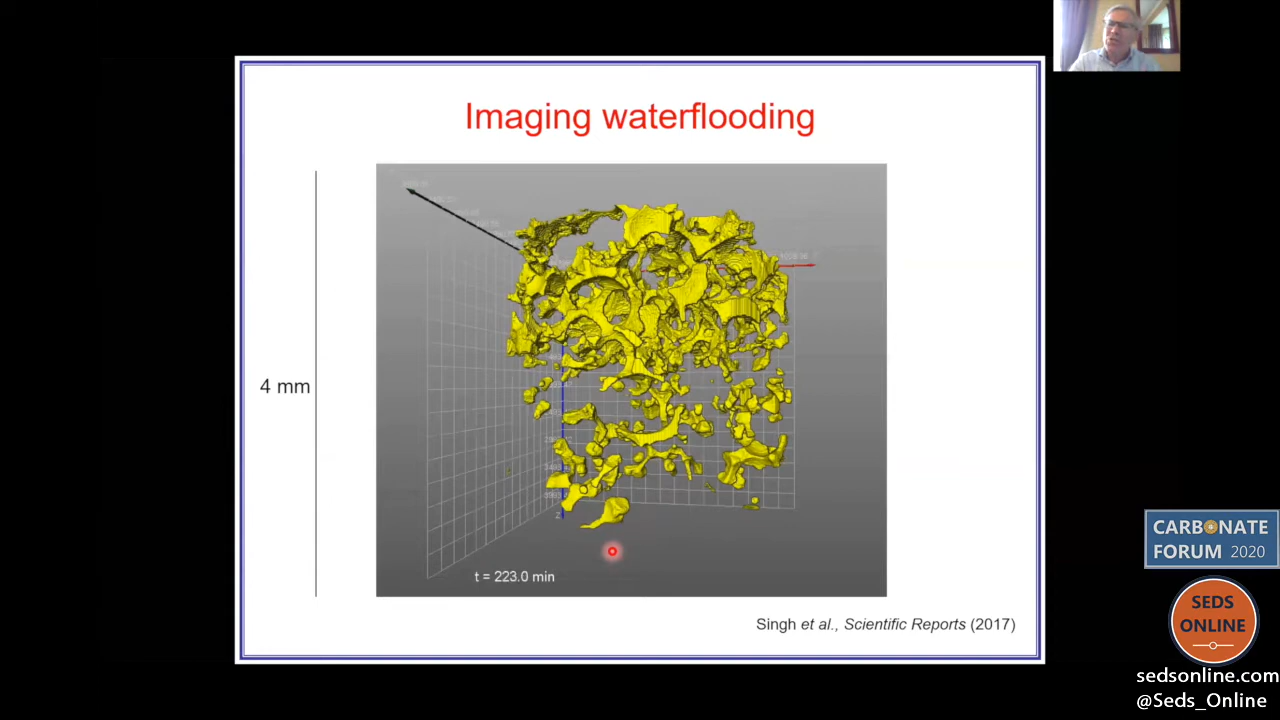 Imaging waterflooding
4 mm
t = 223.0 min
Singh et al., Scientific Reports (2017)
CARBONATE
FORUM 2020
SEDS
ONLINE
sedsonline.com
@Seds_Online